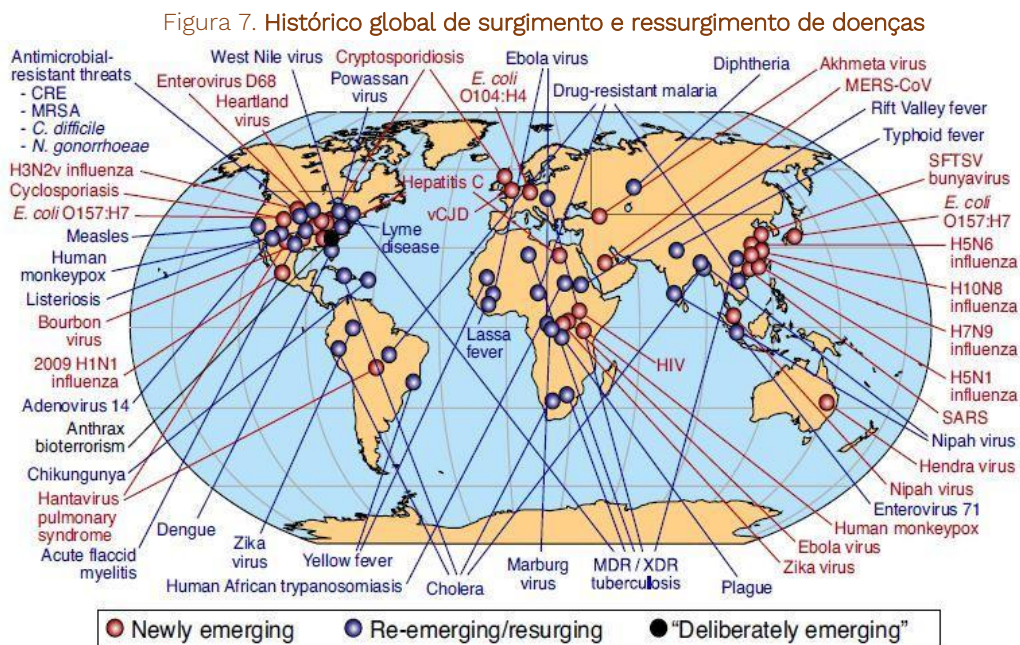 Figura 7. Histórico global de surgimento e ressurgimento de doenças
Antimicrobial-
resistant threats
- CRE
- MRSA
- C. difficile
- N. gonorrhoeae
H3N2v influenza
Cyclosporiasis
E. coli O157:H7
Measles
Human
monkeypox
Listeriosis
Bourbon
virus
2009 H1N1
influenza
Adenovirus 14
Anthrax
bioterrorism
Chikungunya
Hantavirus
pulmonary
syndrome
Acute flaccid
myelitis
Enterovirus D68
Heartland
virus
West Nile virus
Powassan
virus
Cryptosporidiosis
E. coli
O104:H4
Ebola virus
Drug-resistant malaria
Diphtheria
Akhmeta virus
MERS-CoV
Rift Valley fever
Typhoid fever
SFTSV
bunyavirus
E. coli
O157:H7
H5N6
influenza
H10N8
influenza
H7N9
influenza
H5N1
influenza
SARS
Nipah virus
Hendra virus
Nipah virus
Enterovirus 71
Human monkeypox
Ebola virus
Zika virus
Hepatitis C
vCJD
Lyme
disease
Lassa
fever
HIV
Dengue
Zika
virus
Yellow fever
Human African trypanosomiasis
Cholera
Marburg
virus
MDR / XDR
tuberculosis
Plague
Newly emerging
Re-emerging/resurging
"Deliberately emerging"